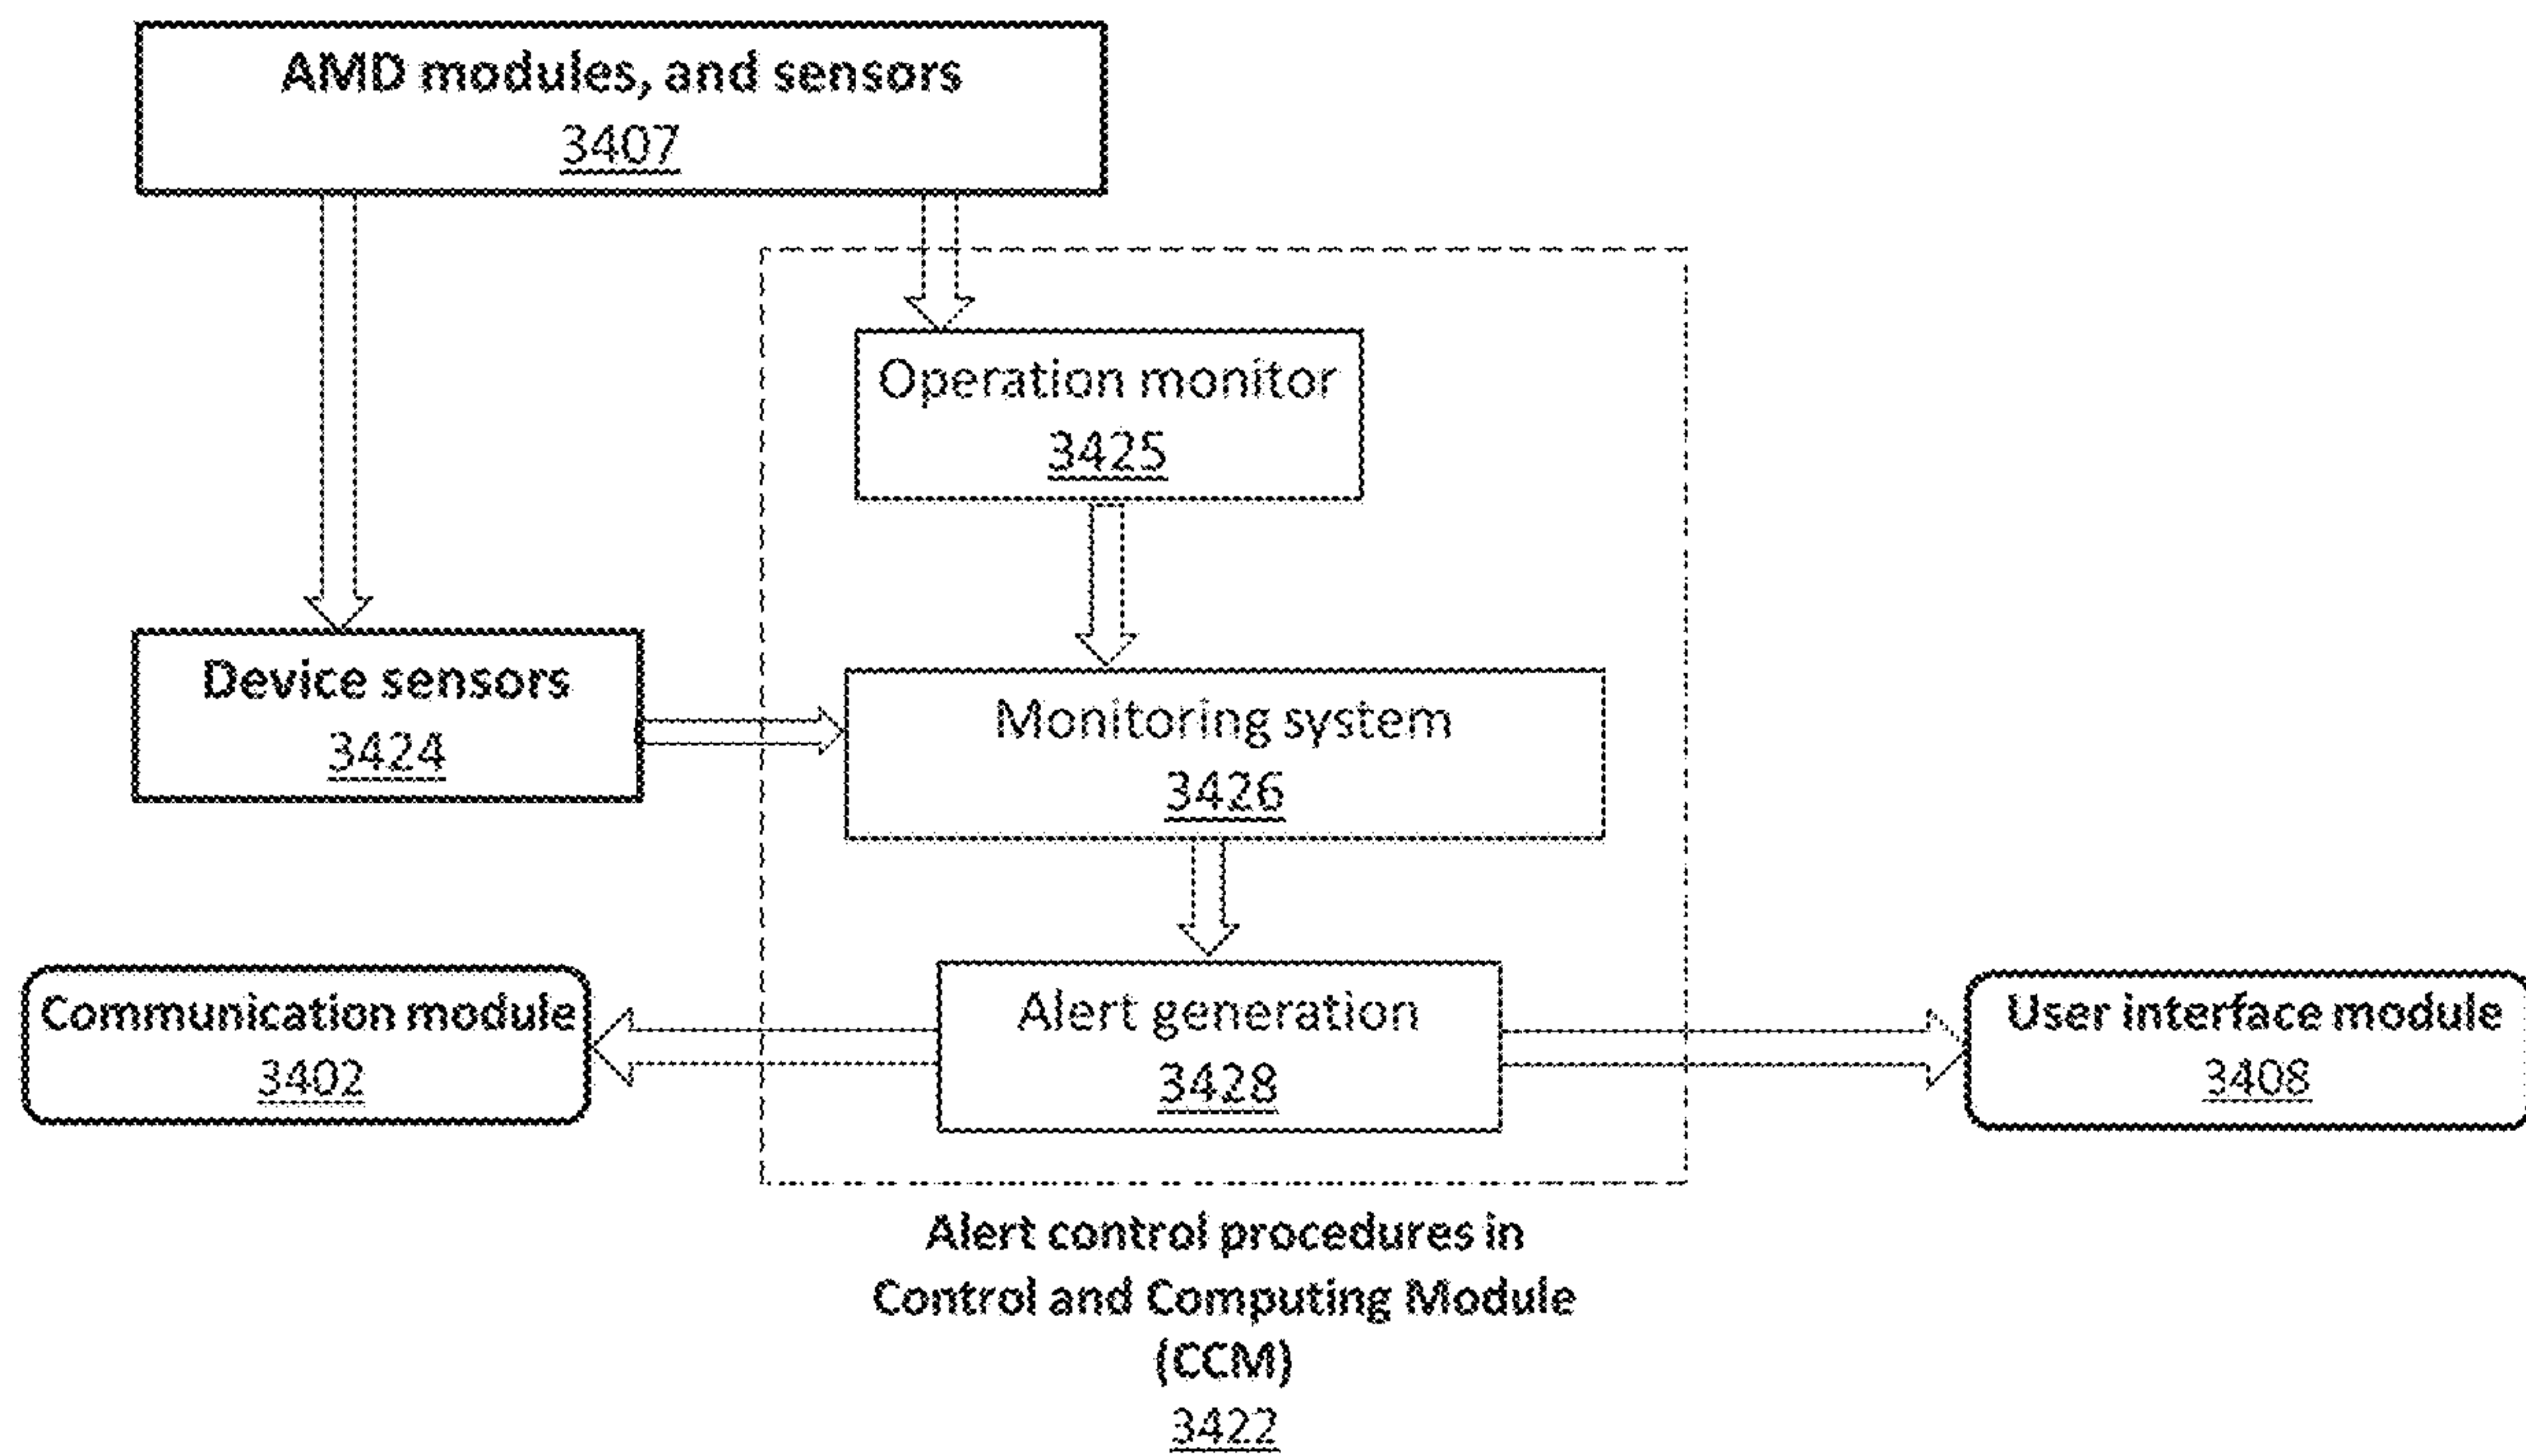 AMD modules, and sensors
3407
Operation monitor
3425
Device sensors
3424
Monitoring system
3426
Communication module
3402
Alert generation
3428
User interface module
3408
Alert control procedures in
Control and Computing Module
(CCM)
3422